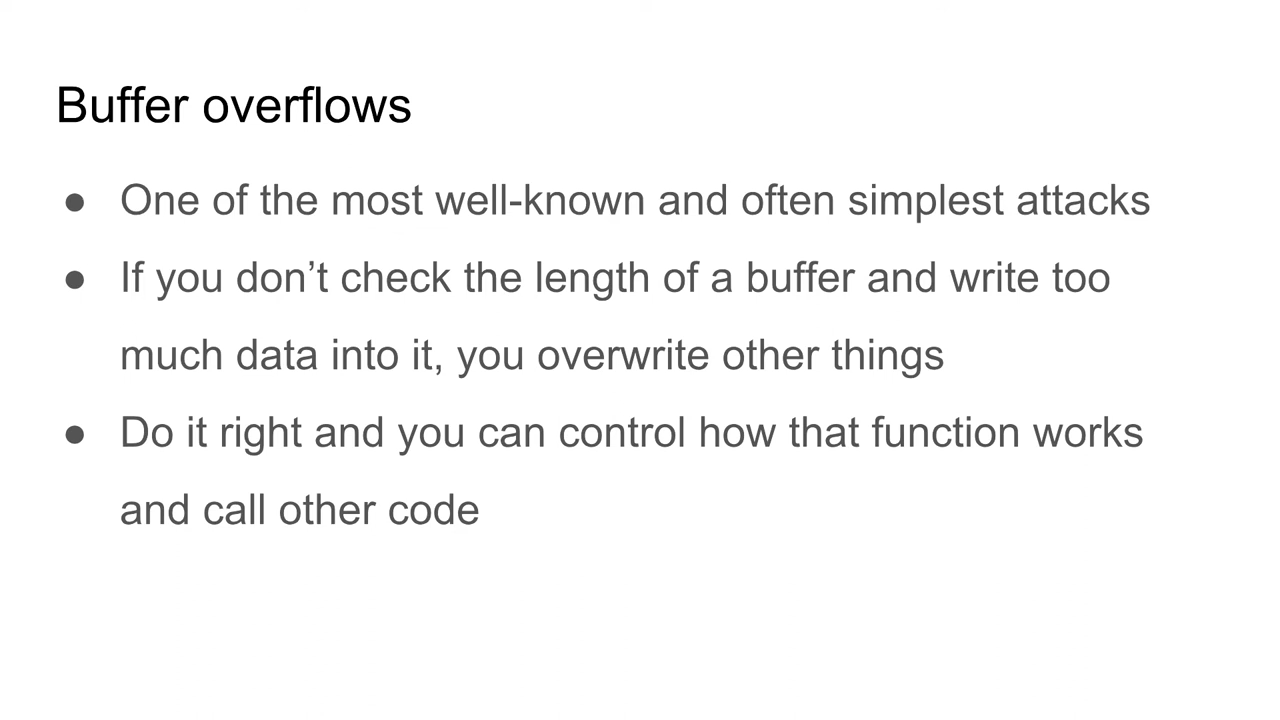 Buffer overflows
● One of the most well-known and often simplest attacks
● If you don’t check the length of a buffer and write too
much data into it, you overwrite other things
● Do it right and you can control how that function works
and call other code